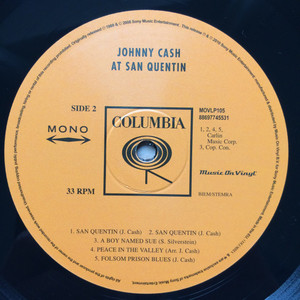 JOHNNY CASH
AT SAN QUENTIN
SIDE 2
MONO
COLUMBIA
33 RPM
MOVLP105
88697745531
1, 2, 4, 5,
Carlin
Music Corp.
3, Cop. Con.
Music On Vinyl
BIEM/STEMRA
1. SAN QUENTIN (J. Cash) 2. SAN QUENTIN (J. Cash)
3. A BOY NAMED SUE (S. Silverstein)
4. PEACE IN THE VALLEY (Arr. J. Cash)
5. FOLSOM PRISON BLUES (J. Cash)